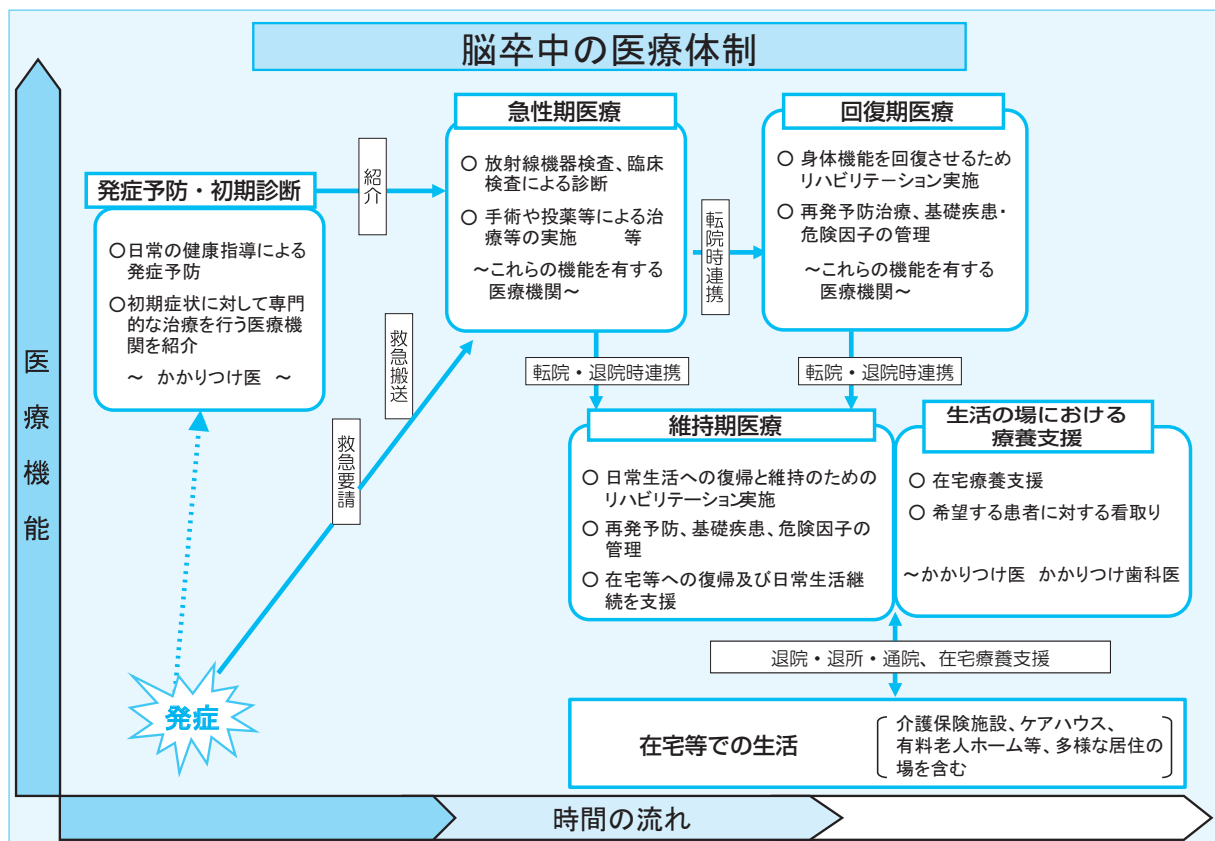 脳卒中の医療体制
医療機能
発症予防・初期診断
○日常の健康指導による
発症予防
○初期症状に対して専門
的な治療を行う医療機
関を紹介
～ かかりつけ医 ～
紹介
急性期医療
○ 放射線機器検査、臨床
検査による診断
○ 手術や投薬等による治
療等の実施 等
～これらの機能を有する
医療機関～
転院時連携
回復期医療
○ 身体機能を回復させるため
リハビリテーション実施
○ 再発予防治療、基礎疾患・
危険因子の管理
～これらの機能を有する
医療機関～
救急搬送
救急要請
転院・退院時連携
転院・退院時連携
維持期医療
○ 日常生活への復帰と維持のための
リハビリテーション実施
○ 再発予防、基礎疾患、危険因子の
管理
○ 在宅等への復帰及び日常生活継
続を支援
生活の場における
療養支援
○ 在宅療養支援
○ 希望する患者に対する看取り
～かかりつけ医 かかりつけ歯科医
退院・退所・通院、在宅療養支援
発症
在宅等での生活
介護保険施設、ケアハウス、
有料老人ホーム等、多様な居住の
場を含む
時間の流れ